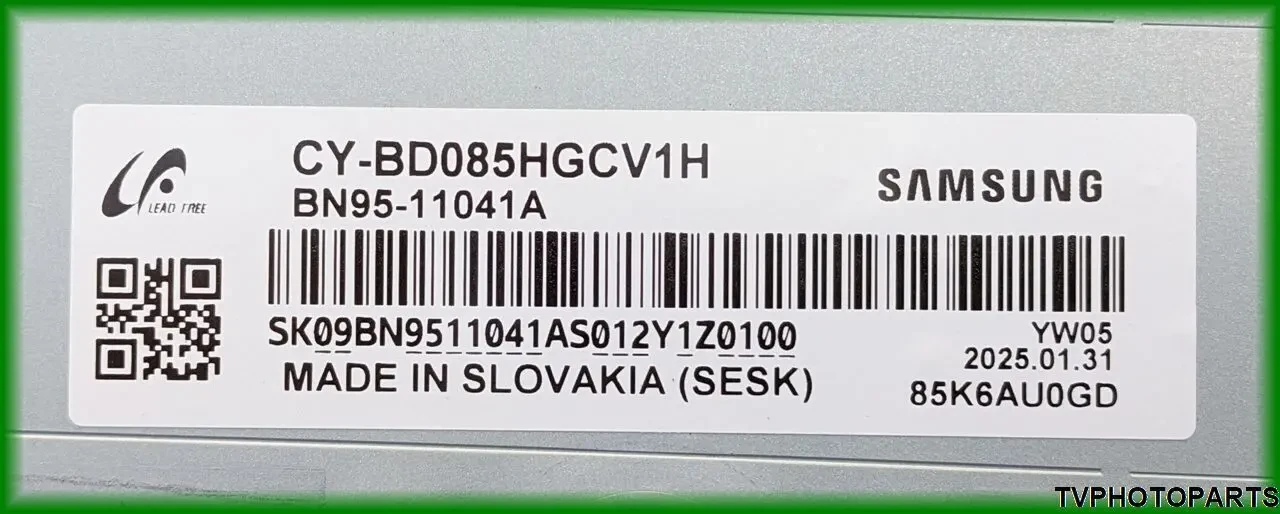 CY-BD085HGCV1H
BN95-11041A
SAMSUNG
LEAD FREE
SK09BN9511041AS012Y1Z0100
YW05
2025.01.31
MADE IN SLOVAKIA (SESK)
85K6AU0GD
TVPHOTOPARTS